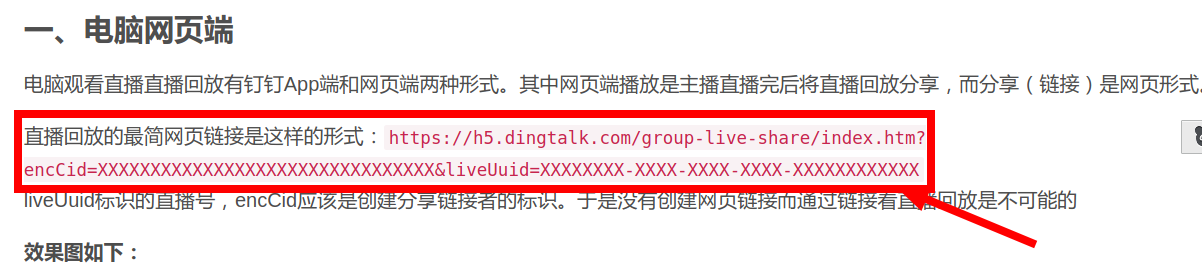 一、电脑网页端
电脑观看直播直播回放有钉钉App端和网页端两种形式。其中网页端播放是主播直播完后将直播回放分享，而分享（链接）是网页形式。
直播回放的最简网页链接是这样的形式：https://h5.dingtalk.com/group-live-share/index.htm?
encCid=XXXXXXXXXXXXXXXXXXXXXXXXXXXXXXXX&liveUuid=XXXXXXXX-XXXX-XXXX-XXXX-XXXXXXXXXXXX
liveUuid标识的直播号，encCid应该是创建分享链接者的标识。于是没有创建网页链接而通过链接看直播回放是不可能的
效果图如下：